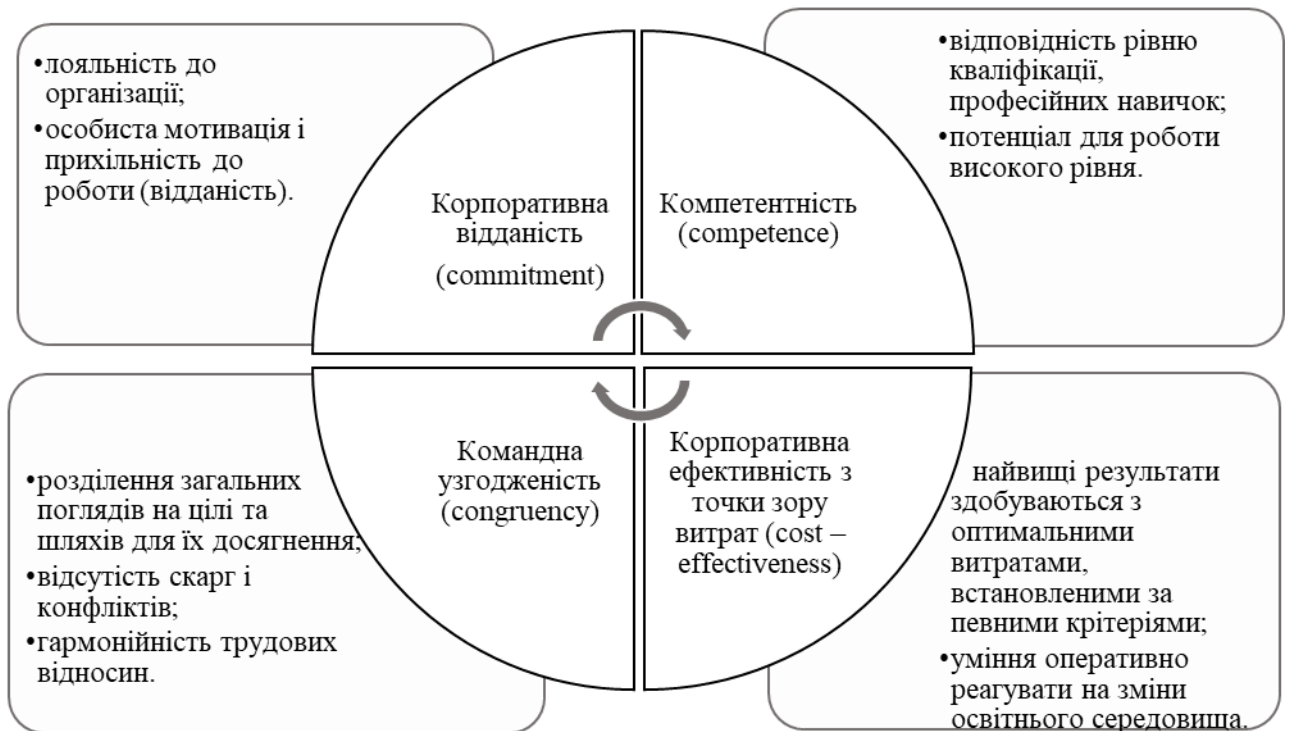 •лояльність до
організації;
•особиста мотивація і
прихільність до
роботи (відданість).
Корпоративна
відданість
(commitment)
Компетентність
(competence)
•відповідність рівню
кваліфікації,
професійних навичок;
•потенціал для роботи
високого рівня.
•розділення загальних
поглядів на цілі та
шляхів для їх досягнення;
•відсутість скарг і
конфліктів;
•гармонійність трудових
відносин.
Командна
узгодженість
(congruency)
Корпоративна
ефективність з
точки зору
витрат (cost –
effectiveness)
найвищі результати
здобуваються з
оптимальними
витратами,
встановленими за
певними крітеріями;
•уміння оперативно
реагувати на зміни
освітнього середовища.